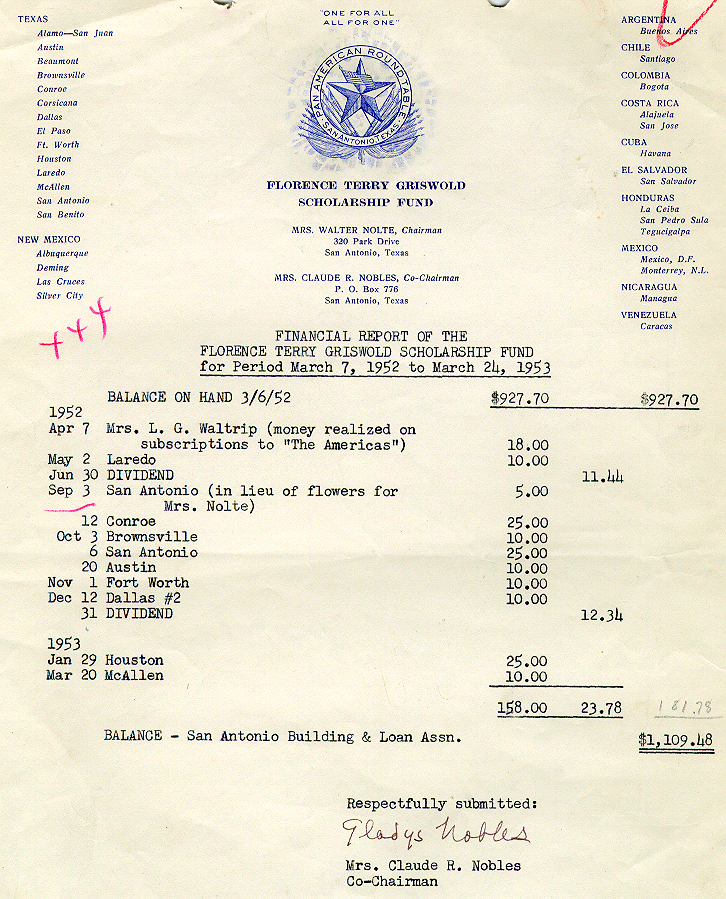 "ONE FOR ALL
ALL FOR ONE"
PAN AMERICAN ROUND TABLE
SAN ANTONIO, TEXAS
TEXAS
Alamo—San Juan
Austin
Beaumont
Brownsville
Conroe
Corsicana
Dallas
El Paso
Ft. Worth
Houston
Laredo
McAllen
San Antonio
San Benito
NEW MEXICO
Albuquerque
Deming
Las Cruces
Silver City
FLORENCE TERRY GRISWOLD
SCHOLARSHIP FUND
MRS. WALTER NOLTE, Chairman
320 Park Drive
San Antonio, Texas
MRS. CLAUDE R. NOBLES, Co-Chairman
P. O. Box 776
San Antonio, Texas
ARGENTINA
Buenos Aires
CHILE
Santiago
COLOMBIA
Bogota
COSTA RICA
Alajuela
San Jose
CUBA
Havana
EL SALVADOR
San Salvador
HONDURAS
La Ceiba
San Pedro Sula
Tegucigalpa
MEXICO
Mexico, D.F.
Monterrey, N.L.
NICARAGUA
Managua
VENEZUELA
Caracas
FINANCIAL REPORT OF THE
FLORENCE TERRY GRISWOLD SCHOLARSHIP FUND
for Period March 7, 1952 to March 24, 1953
BALANCE ON HAND 3/6/52 $927.70 $927.70
1952
Apr 7 Mrs. L. G. Waltrip (money realized on
subscriptions to "The Americas") 18.00
May 2 Laredo 10.00
Jun 30 DIVIDEND 11.44
Sep 3 San Antonio (in lieu of flowers for 5.00
Mrs. Nolte)
12 Conroe 25.00
Oct 3 Brownsville 10.00
6 San Antonio 25.00
20 Austin 10.00
Nov 1 Fort Worth 10.00
Dec 12 Dallas #2 10.00
31 DIVIDEND 12.34
1953
Jan 29 Houston 25.00
Mar 20 McAllen 10.00
158.00 23.78 181.78
BALANCE - San Antonio Building & Loan Assn. $1,109.48
Respectfully submitted:
Gladys Nobles
Mrs. Claude R. Nobles
Co-Chairman